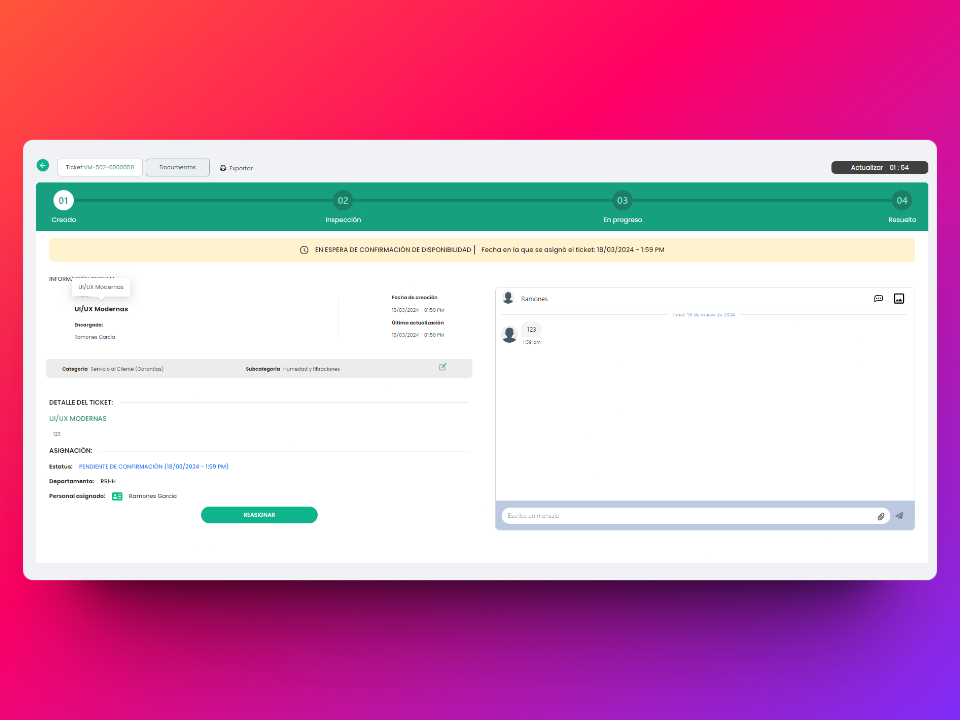 Ticket:VM-502-0000058
Documentos
Exportar
Actualizar 01 : 54
01
02
03
04
Creado
Inspección
En progreso
Resuelto
EN ESPERA DE CONFIRMACIÓN DE DISPONIBILIDAD | Fecha en la que se asignó el ticket: 18/03/2024 - 1:59 PM
UI/UX Modernas
UI/UX Modernas
Encargado:
Ramones Garcia
Fecha de creación
18/03/2024 - 01:59 PM
Última actualización
18/03/2024 - 01:59 PM
Categoría Servicio al Cliente (Garantías)
Subcategoría Humedad y filtraciones
DETALLE DEL TICKET:
UI/UX MODERNAS
123
ASIGNACIÓN:
Estatus: PENDIENTE DE CONFIRMACIÓN (18/03/2024 - 1:59 PM)
Departamento: RRHH
Personal asignado: Ramones Garcia
REASIGNAR
Ramones
lunes 18 de marzo de 2024
123
1:59 pm
Escribe un mensaje